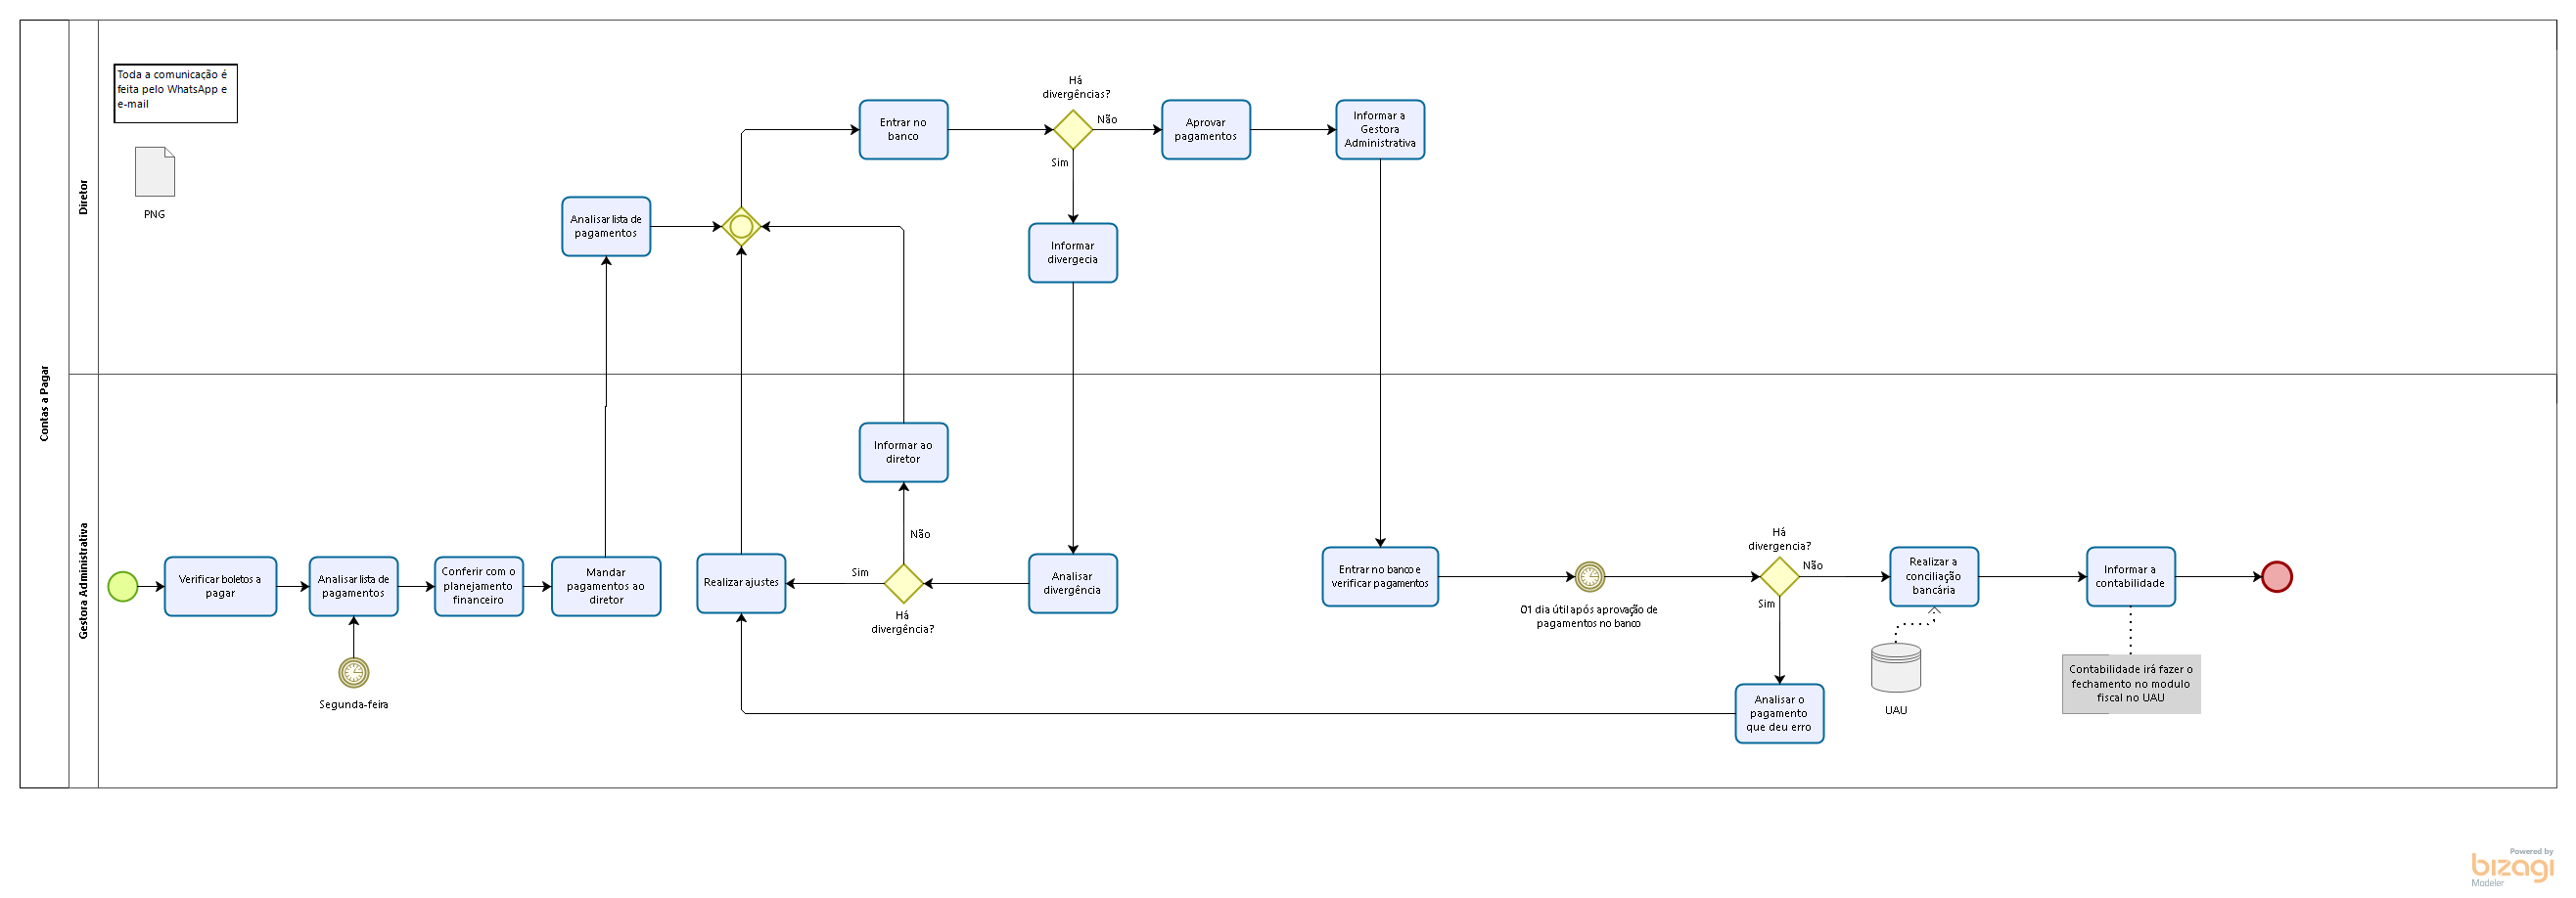 Contas a Pagar
Diretor
Toda a comunicação é
feita pelo WhatsApp e
e-mail
PNG
Analisar lista de
pagamentos
Entrar no
banco
Há
divergências?
Não
Sim
Aprovar
pagamentos
Informar a
Gestora
Administrativa
Informar
divergecia
Gestora Administrativa
Verificar boletos a
pagar
Analisar lista de
pagamentos
Segunda-feira
Conferir com o
planejamento
financeiro
Mandar
pagamentos ao
diretor
Realizar ajustes
Informar ao
diretor
Não
Sim
Há
divergência?
Analisar
divergência
Entrar no banco e
verificar pagamentos
01 dia útil após aprovação de
pagamentos no banco
Há
divergencia?
Não
Sim
Analisar o
pagamento
que deu erro
Realizar a
conciliação
bancária
UAU
Informar a
contabilidade
Contabilidade irá fazer o
fechamento no modulo
fiscal no UAU
Powered by
bizagi
Modeler